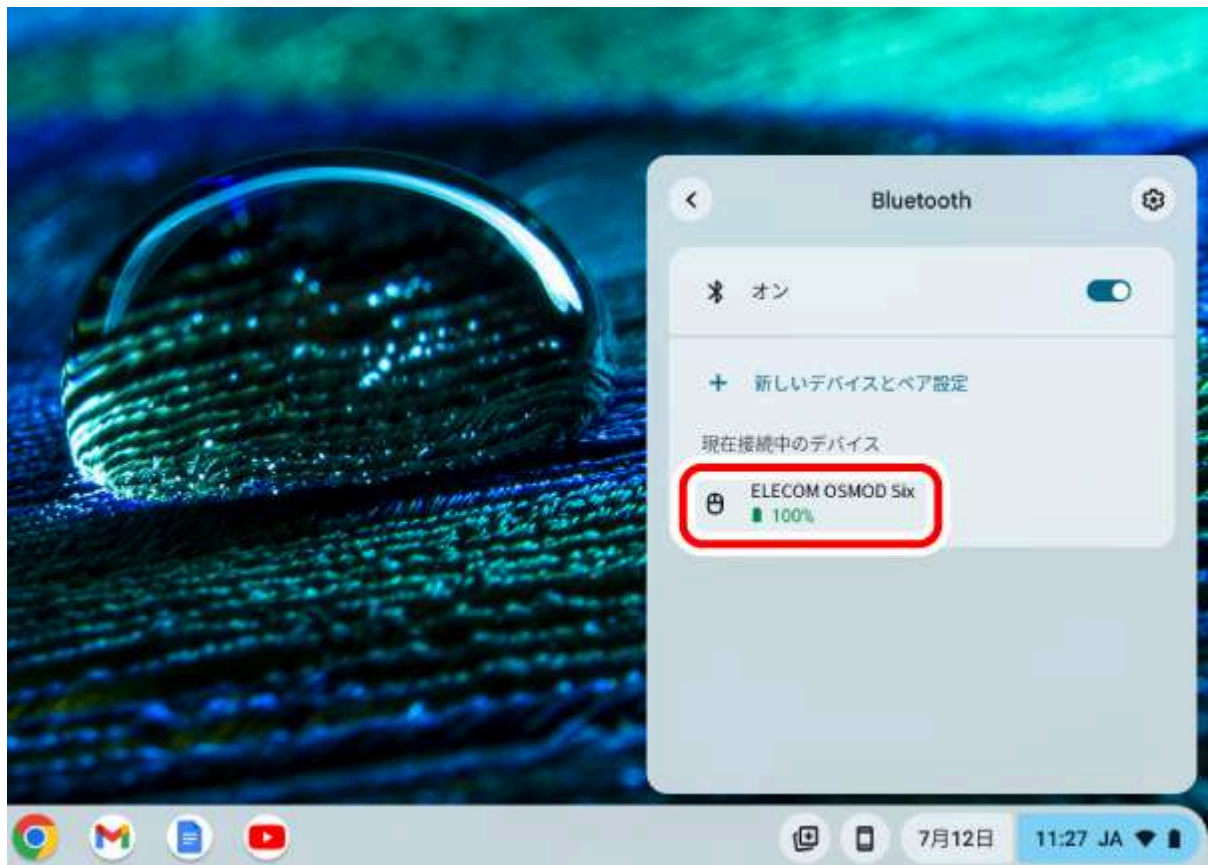 Bluetooth
オン
新しいデバイスとペア設定
現在接続中のデバイス
ELECOM OSMOD Six
100%
7月12日
11:27 JA